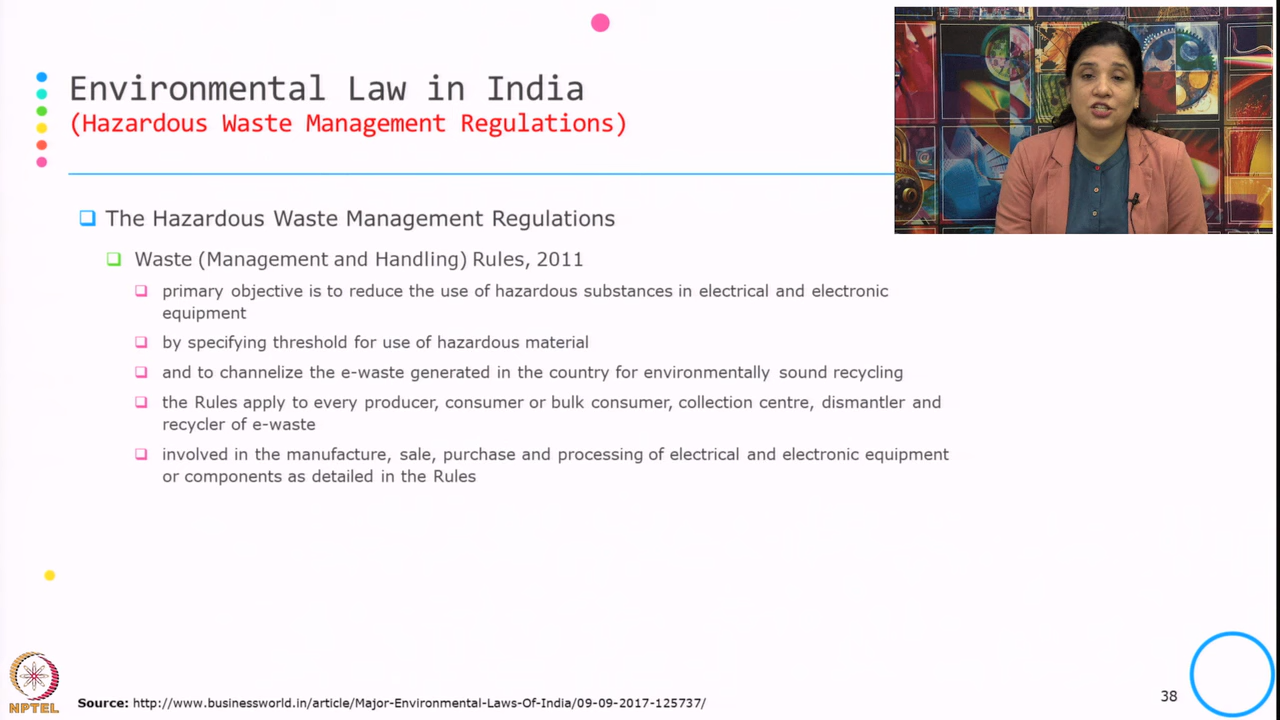 Environmental Law in India
(Hazardous Waste Management Regulations)
The Hazardous Waste Management Regulations
Waste (Management and Handling) Rules, 2011
primary objective is to reduce the use of hazardous substances in electrical and electronic
equipment
by specifying threshold for use of hazardous material
and to channelize the e-waste generated in the country for environmentally sound recycling
the Rules apply to every producer, consumer or bulk consumer, collection centre, dismantler and
recycler of e-waste
involved in the manufacture, sale, purchase and processing of electrical and electronic equipment
or components as detailed in the Rules
NPTEL
Source: http://www.businessworld.in/article/Major-Environmental-Laws-Of-India/09-09-2017-125737/
38